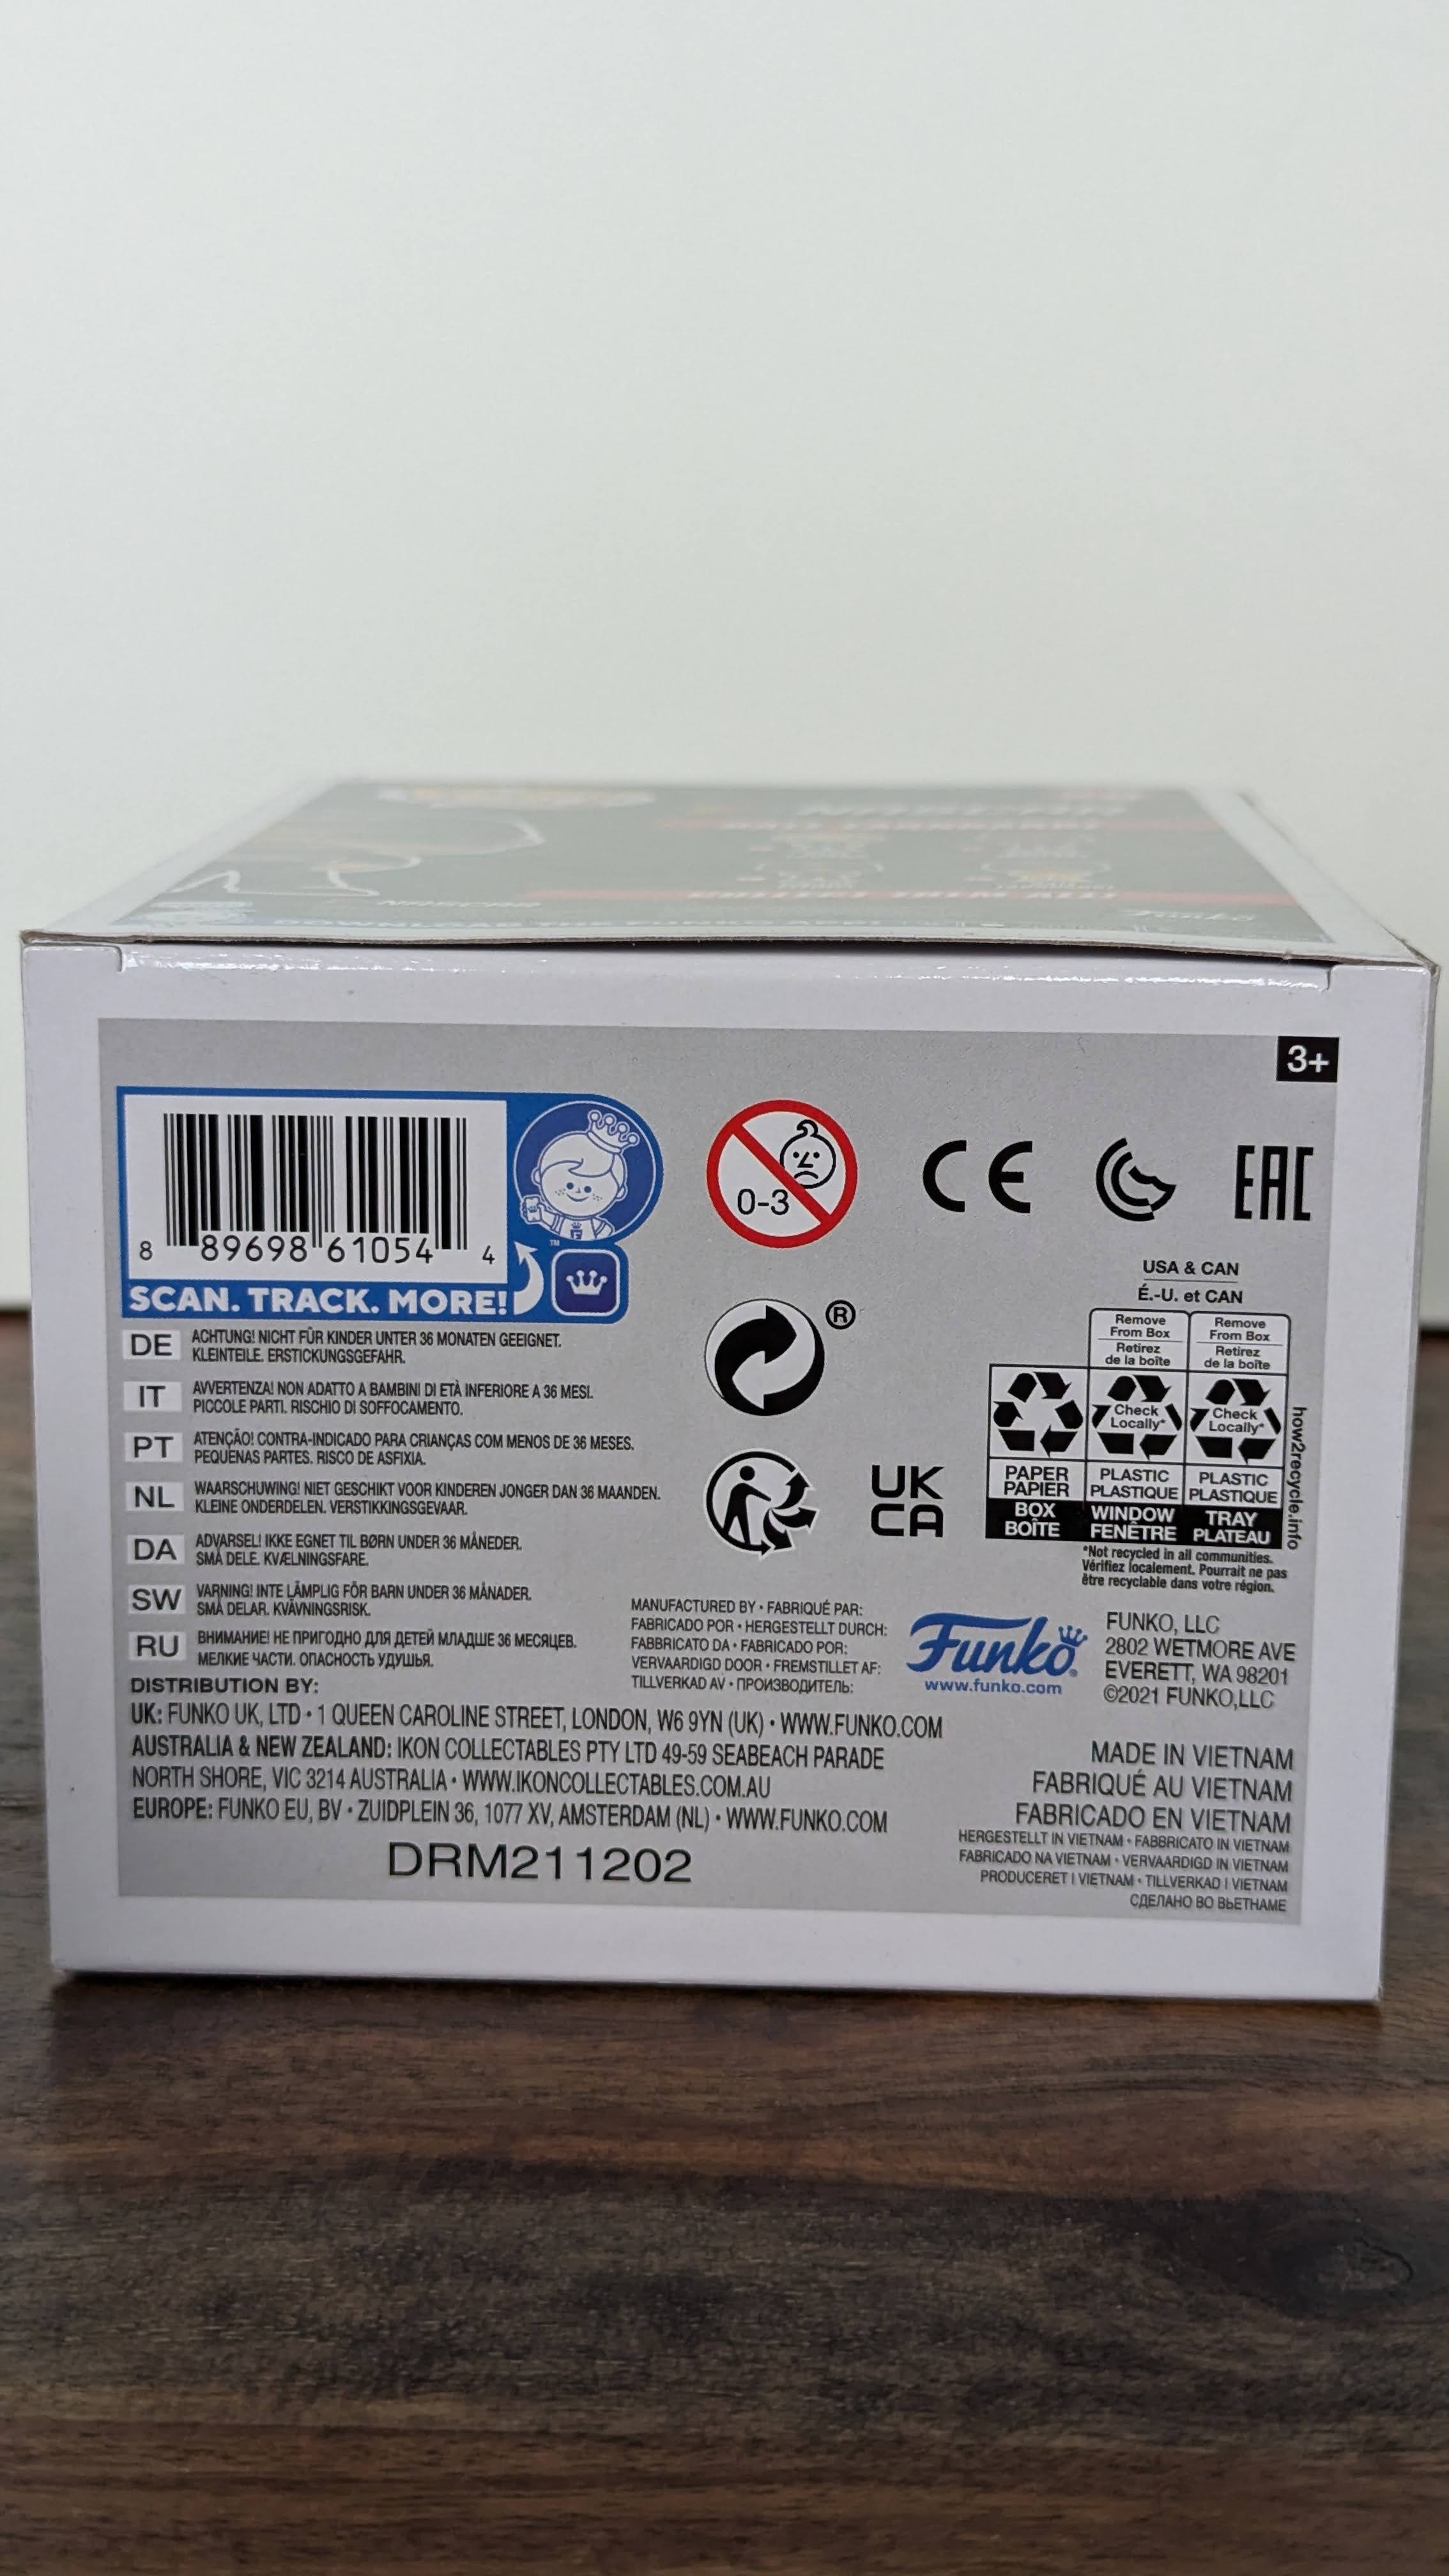 3+
8 89698 61054 4
SCAN. TRACK. MORE!
TM
DE ACHTUNG! NICHT FÜR KINDER UNTER 36 MONATEN GEEIGNET.
KLEINTEILE. ERSTICKUNGSGEFAHR.
IT AVVERTENZA! NON ADATTO A BAMBINI DI ETÀ INFERIORE A 36 MESI.
PICCOLE PARTI. RISCHIO DI SOFFOCAMENTO.
PT ATENÇÃO! CONTRA-INDICADO PARA CRIANÇAS COM MENOS DE 36 MESES.
PEQUENAS PARTES. RISCO DE ASFIXIA.
NL WAARSCHUWING! NIET GESCHIKT VOOR KINDEREN JONGER DAN 36 MAANDEN.
KLEINE ONDERDELEN. VERSTIKKINGSGEVAAR.
DA ADVARSEL! IKKE EGNET TIL BØRN UNDER 36 MÅNEDER.
SMÅ DELE. KVÆLNINGSFARE.
SW VARNING! INTE LÄMPLIG FÖR BARN UNDER 36 MÅNADER.
SMÅ DELAR. KVÄVNINGSRISK.
RU ВНИМАНИЕ! НЕ ПРИГОДНО ДЛЯ ДЕТЕЙ МЛАДШЕ 36 МЕСЯЦЕВ.
МЕЛКИЕ ЧАСТИ. ОПАСНОСТЬ УДУШЬЯ.
0-3
CE
EAC
®
UK
CA
USA & CAN
É.-U. et CAN
Remove
From Box
Retirez
de la boîte
Remove
From Box
Retirez
de la boîte
Check
Locally*
Check
Locally*
PAPER
PAPIER
BOX
BOÎTE
PLASTIC
PLASTIQUE
WINDOW
FENÊTRE
PLASTIC
PLASTIQUE
TRAY
PLATEAU
how2recycle.info
*Not recycled in all communities.
Vérifiez localement. Pourrait ne pas
être recyclable dans votre région.
MANUFACTURED BY • FABRIQUÉ PAR:
FABRICADO POR • HERGESTELLT DURCH:
FABBRICATO DA • FABRICADO POR:
VERVAARDIGD DOOR • FREMSTILLET AF:
TILLVERKAD AV • ПРОИЗВОДИТЕЛЬ:
Funko®
www.funko.com
FUNKO, LLC
2802 WETMORE AVE
EVERETT, WA 98201
©2021 FUNKO,LLC
DISTRIBUTION BY:
UK: FUNKO UK, LTD • 1 QUEEN CAROLINE STREET, LONDON, W6 9YN (UK) • WWW.FUNKO.COM
AUSTRALIA & NEW ZEALAND: IKON COLLECTABLES PTY LTD 49-59 SEABEACH PARADE
NORTH SHORE, VIC 3214 AUSTRALIA • WWW.IKONCOLLECTABLES.COM.AU
EUROPE: FUNKO EU, BV • ZUIDPLEIN 36, 1077 XV, AMSTERDAM (NL) • WWW.FUNKO.COM
DRM211202
MADE IN VIETNAM
FABRIQUÉ AU VIETNAM
FABRICADO EN VIETNAM
HERGESTELLT IN VIETNAM • FABBRICATO IN VIETNAM
FABRICADO NA VIETNAM • VERVAARDIGD IN VIETNAM
PRODUCERET I VIETNAM • TILLVERKAD I VIETNAM
СДЕЛАНО ВО ВЬЕТНАМЕ